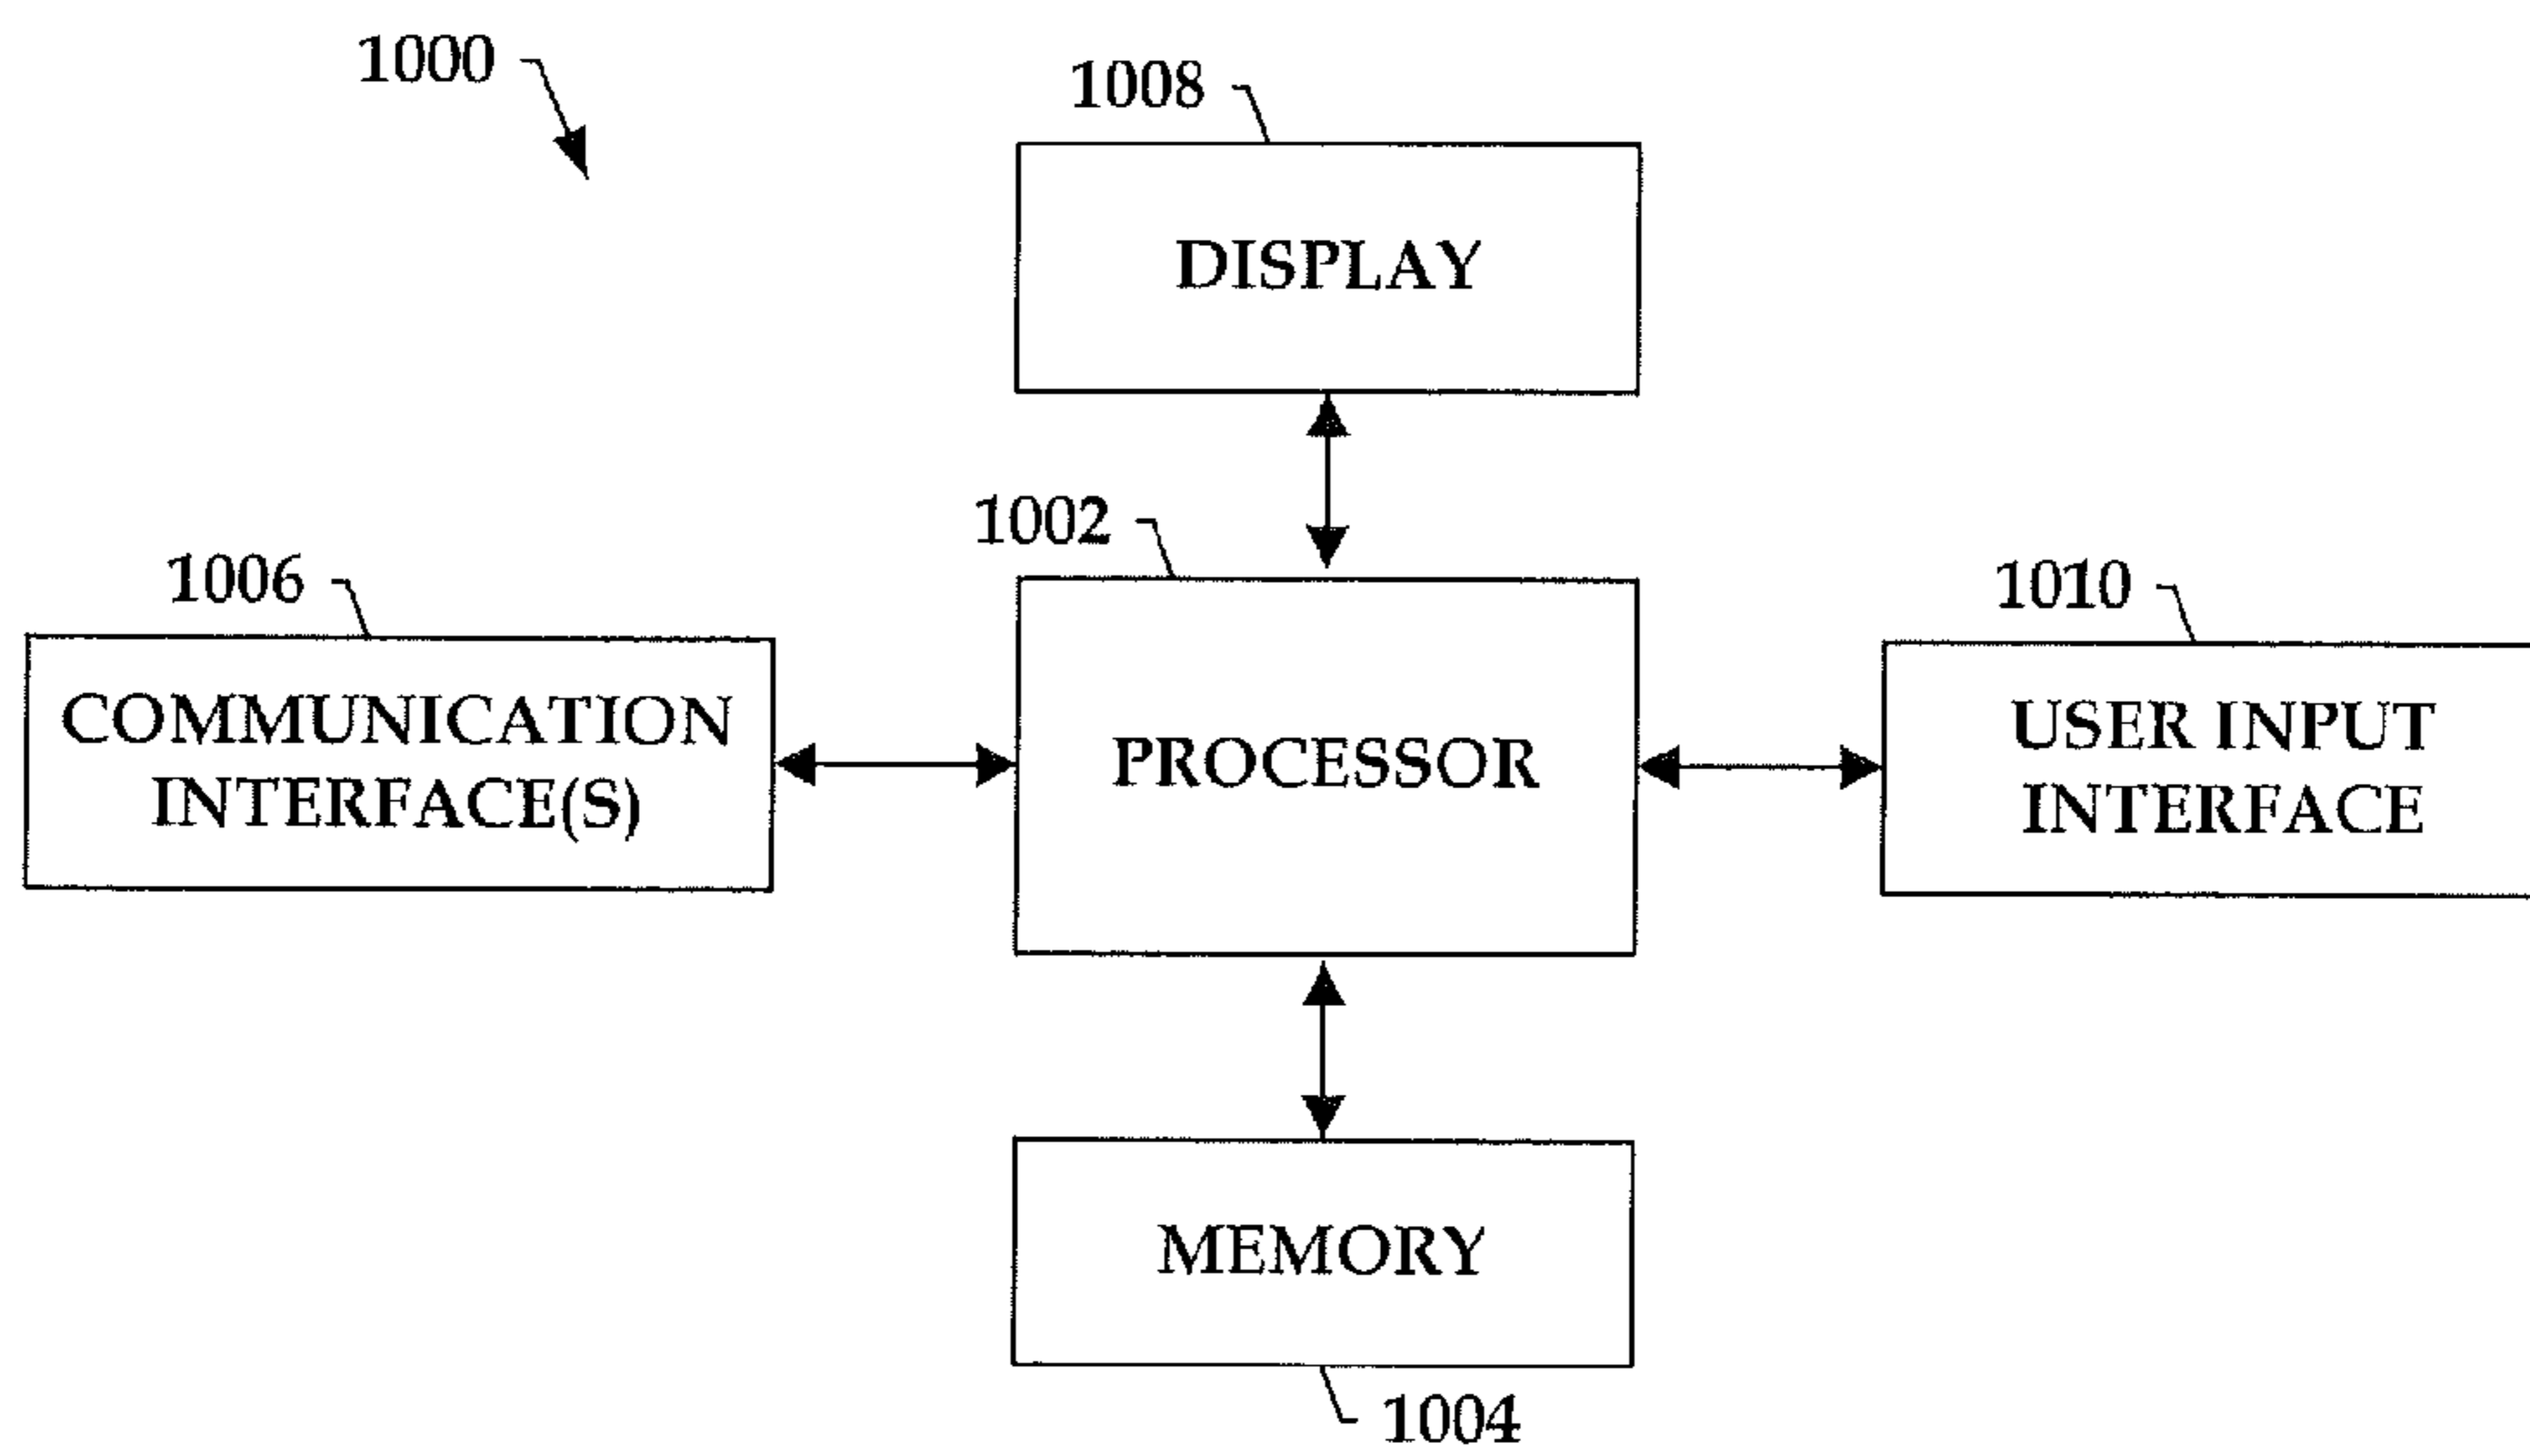 1000
1008
DISPLAY
1002
1006
1010
COMMUNICATION
INTERFACE(S)
PROCESSOR
USER INPUT
INTERFACE
MEMORY
1004